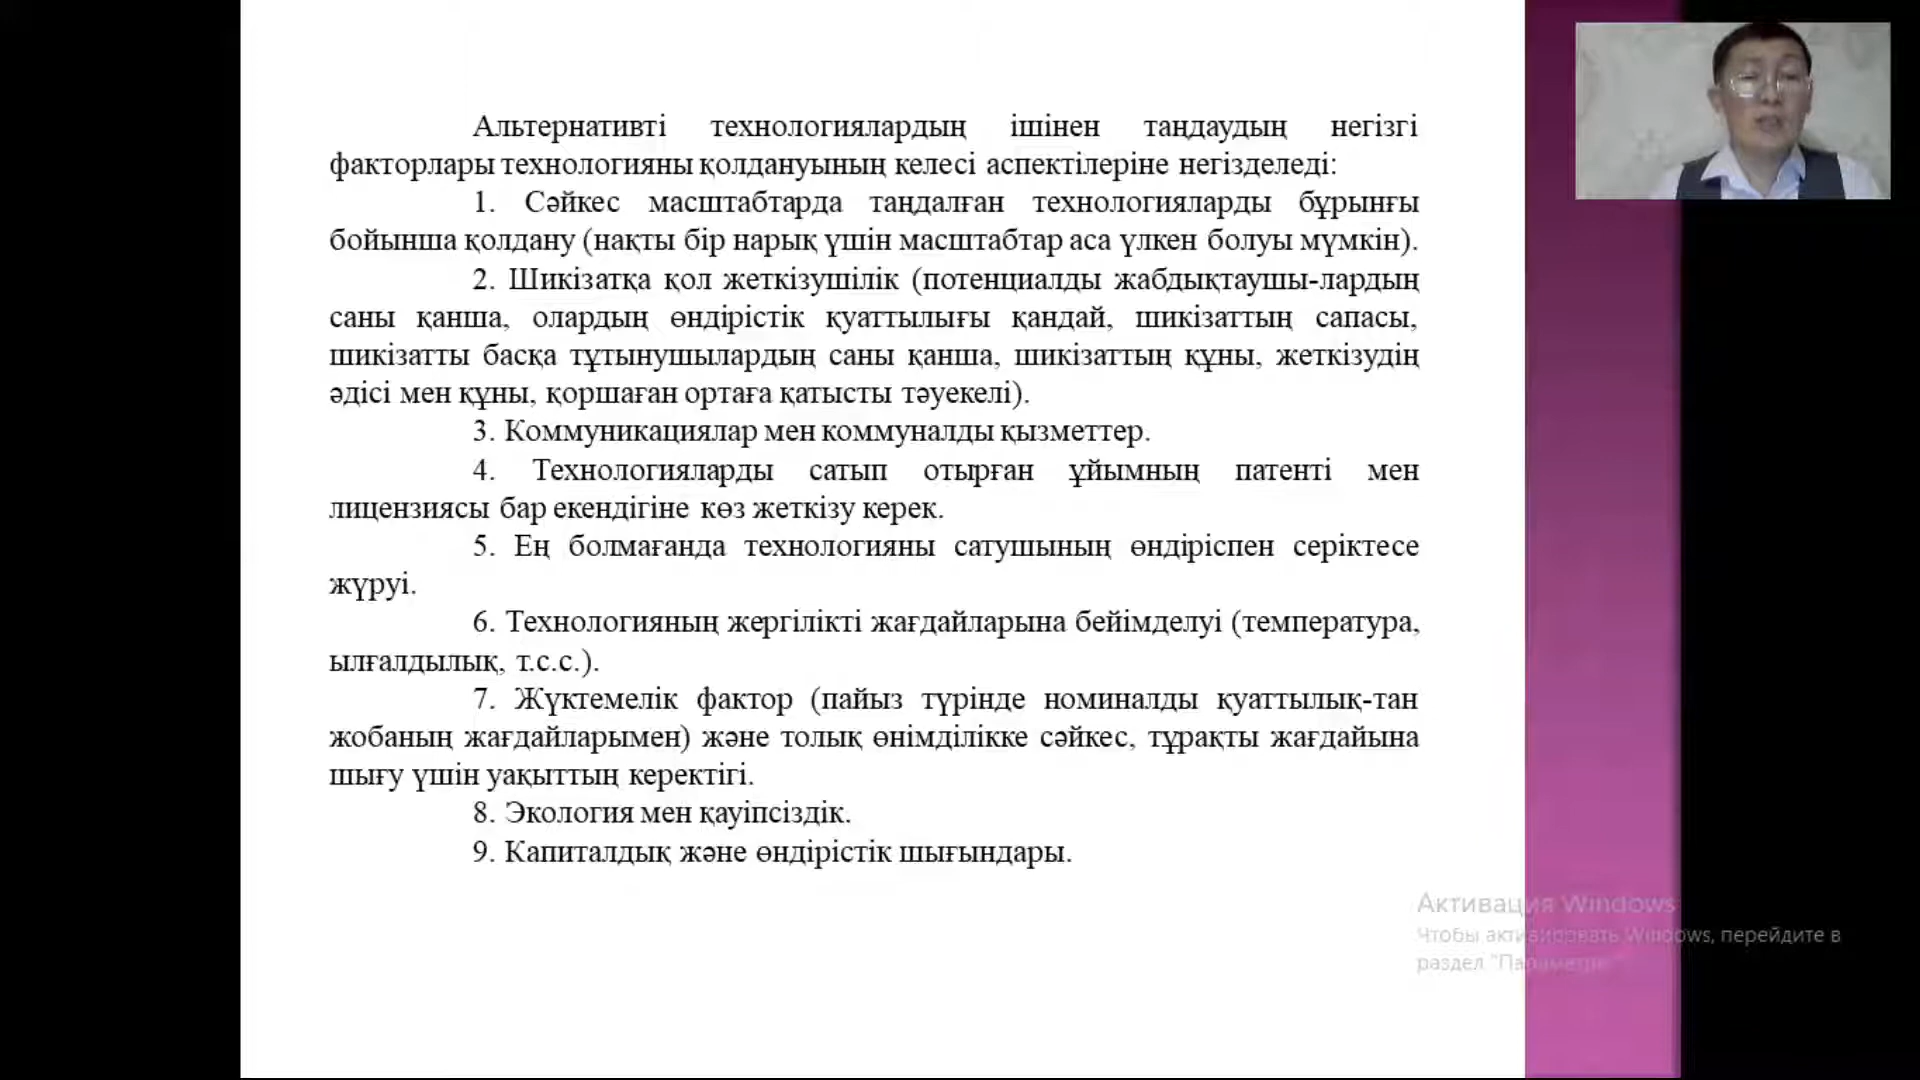 Альтернативті технологиялардың ішінен таңдаудың негізгі
факторлары технологияны қолдануының келесі аспектілеріне негізделеді:
1. Сәйкес масштабтарда таңдалған технологияларды бұрынғы
бойынша қолдану (нақты бір нарық үшін масштабтар аса үлкен болуы мүмкін).
2. Шикізатқа қол жеткізушілік (потенциалды жабдықтаушы-лардың
саны қанша, олардың өндірістік қуаттылығы қандай, шикізаттың сапасы,
шикізатты басқа тұтынушылардың саны қанша, шикізаттың құны, жеткізудің
әдісі мен құны, қоршаған ортаға қатысты тәуекелі).
3. Коммуникациялар мен коммуналды қызметтер.
4. Технологияларды сатып отырған ұйымның патенті мен
лицензиясы бар екендігіне көз жеткізу керек.
5. Ең болмағанда технологияны сатушының өндіріспен серіктесе
жүруі.
6. Технологияның жергілікті жағдайларына бейімделуі (температура,
ылғалдылық, т.с.с.).
7. Жүктемелік фактор (пайыз түрінде номиналды қуаттылық-тан
жобаның жағдайларымен) және толық өнімділікке сәйкес, тұрақты жағдайына
шығу үшін уақыттың керектігі.
8. Экология мен қауіпсіздік.
9. Капиталдық және өндірістік шығындары.
Активация Windows
Чтобы активировать Windows, перейдите в
раздел "Параметры